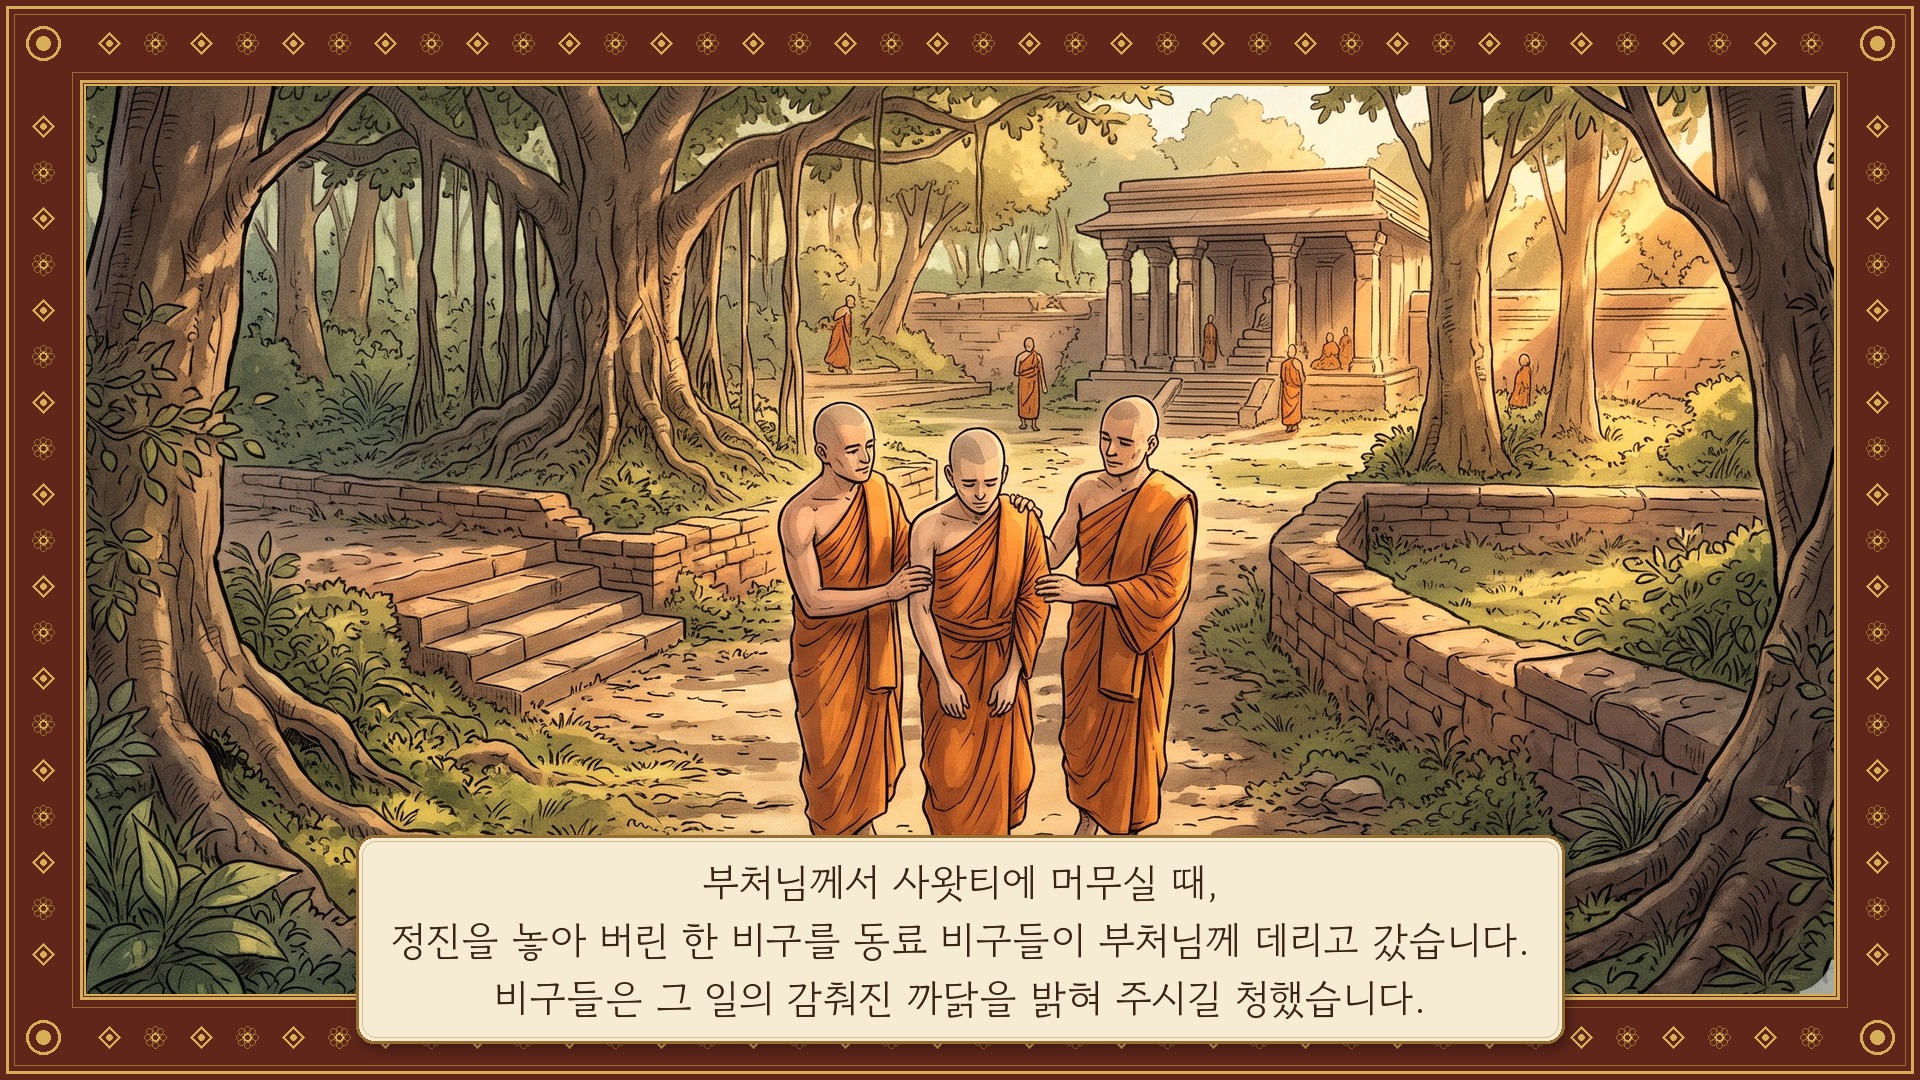 부처님께서 사왓티에 머무실 때,
정진을 놓아 버린 한 비구를 동료 비구들이 부처님께 데리고 갔습니다.
비구들은 그 일의 감춰진 까닭을 밝혀 주시길 청했습니다.